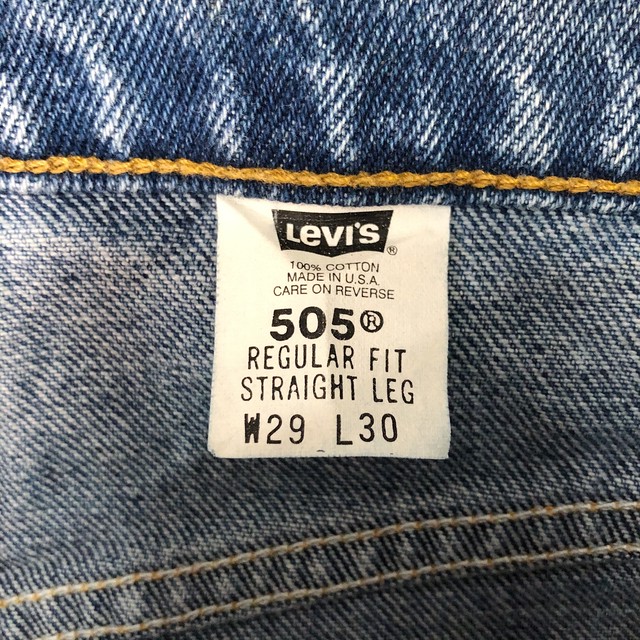 Levi's ®
100% COTTON
MADE IN U.S.A.
CARE ON REVERSE
505®
REGULAR FIT
STRAIGHT LEG
W29 L30